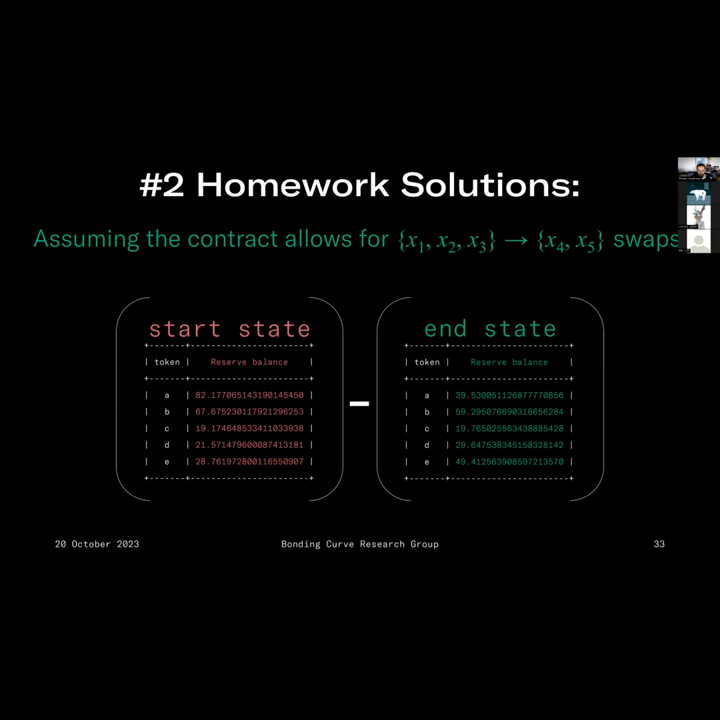 #2 Homework Solutions:
Assuming the contract allows for {x₁, x₂, x₃} → {x₄, x₅} swaps
start state
+------+----------------------+
| token | Reserve balance |
+------+----------------------+
| a | 82.177065143190145450 |
| b | 67.675230117921296253 |
| c | 19.174648533411033938 |
| d | 21.571479600087413181 |
| e | 28.761972800116550907 |
+------+----------------------+
−
end state
+------+----------------------+
| token | Reserve balance |
+------+----------------------+
| a | 39.530051126877770856 |
| b | 59.295076690316656284 |
| c | 19.765025563438885428 |
| d | 29.647538345158328142 |
| e | 49.412563908597213570 |
+------+----------------------+
20 October 2023
Bonding Curve Research Group
33